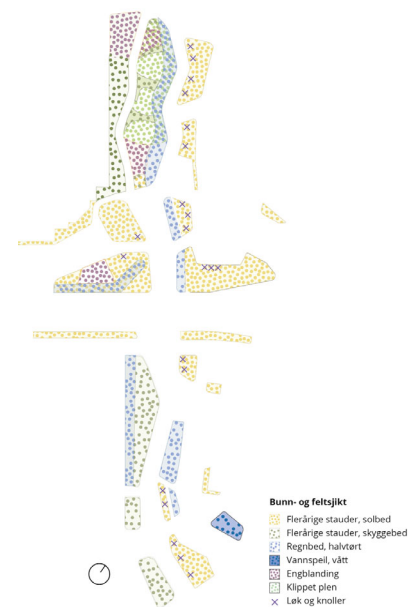 Bunn- og feltsjikt
Flerårige stauder, solbed
Flerårige stauder, skyggebed
Regnbed, halvtørt
Vannspeil, vått
Engblanding
Klippet plen
Løk og knoller